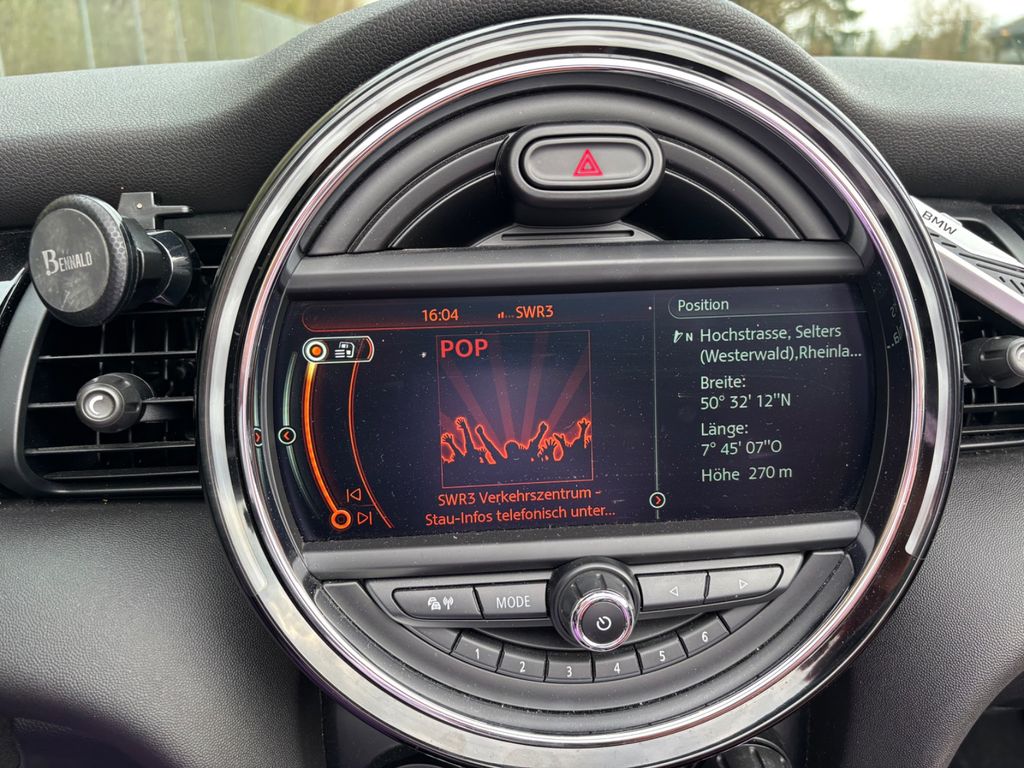 BENNALO
BMW
16:04
SWR3
Position
POP
N Hochstrasse, Selters
(Westerwald),Rheinla...
Breite:
50° 32' 12''N
Länge:
7° 45' 07''O
Höhe 270 m
SWR3 Verkehrszentrum -
Stau-Infos telefonisch unter...
MODE
1 2 3 4 5 6